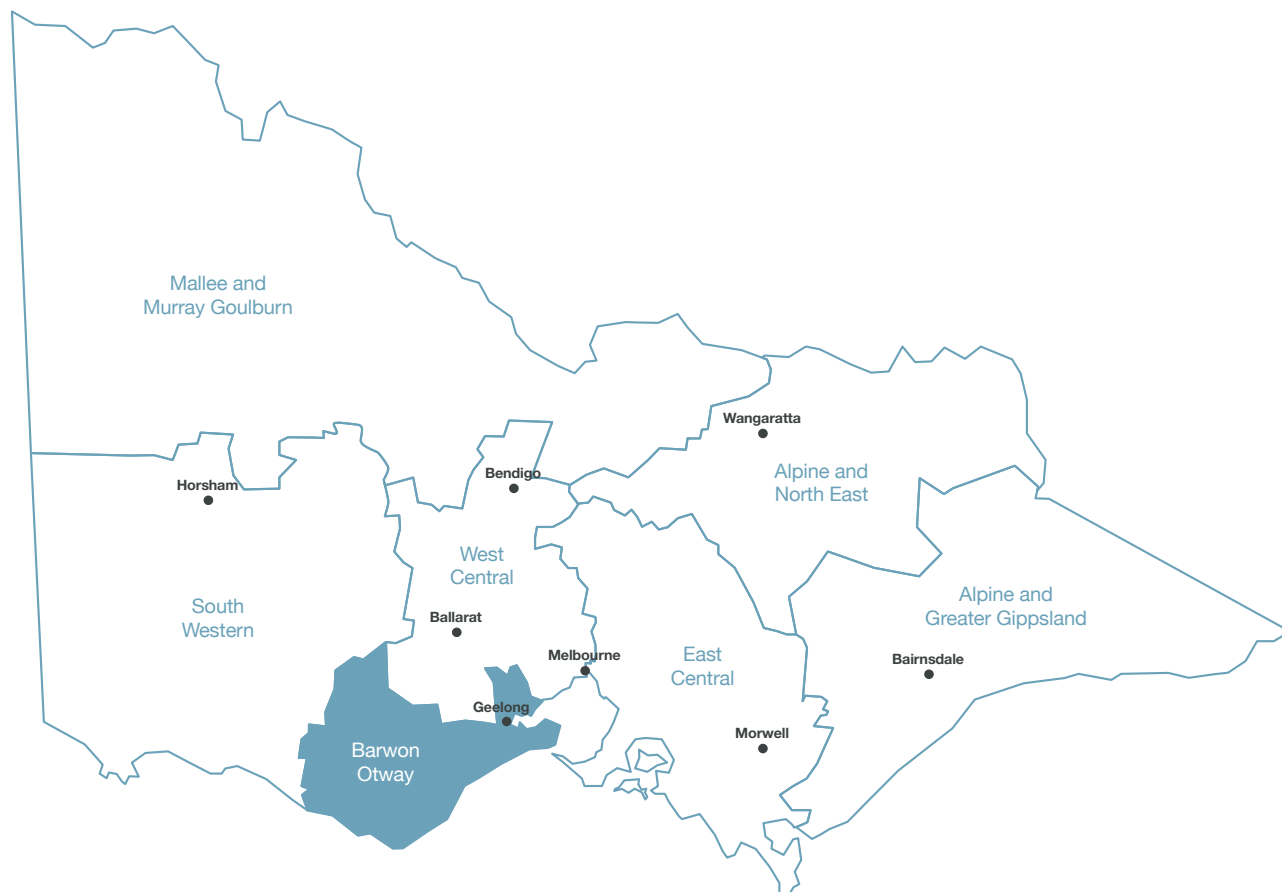 Mallee and
Murray Goulburn
Wangaratta
Bendigo
Horsham
Alpine and
North East
West
Central
South
Western
Alpine and
Greater Gippsland
Ballarat
Melbourne
East
Central
Bairnsdale
Geelong
Morwell
Barwon
Otway